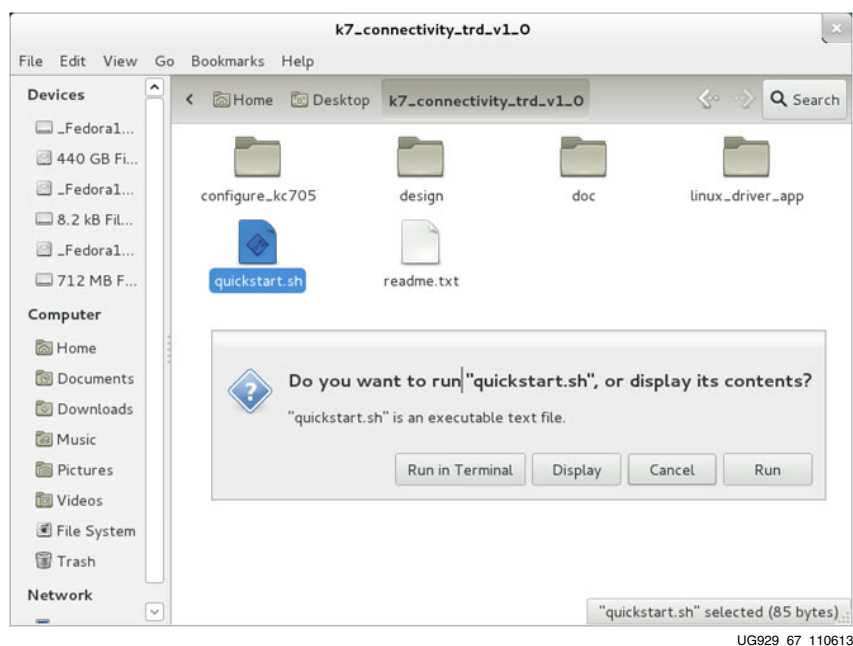 k7_connectivity_trd_v1_0
File Edit View Go Bookmarks Help
Devices
_Fedora1...
440 GB Fi...
_Fedora1...
8.2 kB Fil...
_Fedora1...
712 MB F...
Computer
Home
Documents
Downloads
Music
Pictures
Videos
File System
Trash
Network
Home Desktop k7_connectivity_trd_v1_0 Search
configure_kc705 design doc linux_driver_app
quickstart.sh readme.txt
Do you want to run "quickstart.sh", or display its contents?
"quickstart.sh" is an executable text file.
Run in Terminal Display Cancel Run
"quickstart.sh" selected (85 bytes)
UG929_67_110613